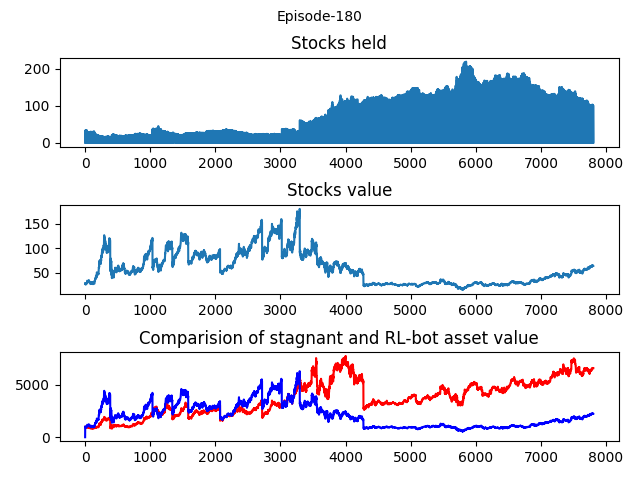 Episode-180
Stocks held
200
100
0
0 1000 2000 3000 4000 5000 6000 7000 8000
Stocks value
150
100
50
0 1000 2000 3000 4000 5000 6000 7000 8000
Comparision of stagnant and RL-bot asset value
5000
0
0 1000 2000 3000 4000 5000 6000 7000 8000